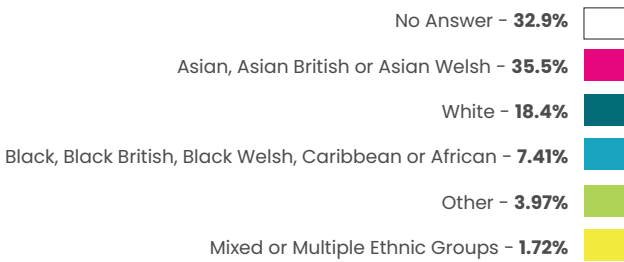 No Answer - 32.9%
Asian, Asian British or Asian Welsh - 35.5%
White - 18.4%
Black, Black British, Black Welsh, Caribbean or African - 7.41%
Other - 3.97%
Mixed or Multiple Ethnic Groups - 1.72%